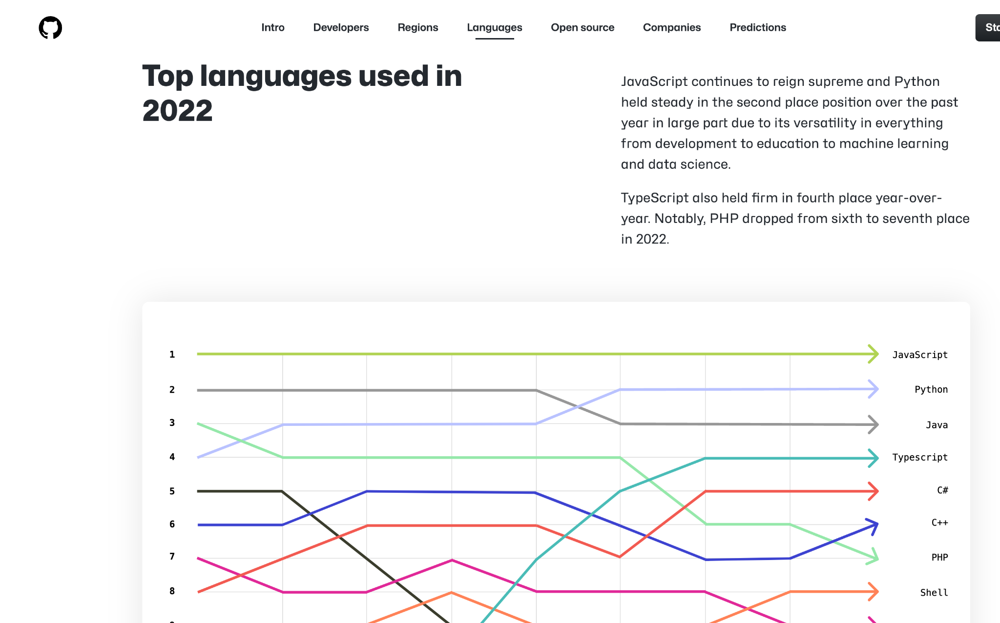 Intro Developers Regions Languages Open source Companies Predictions
Top languages used in
2022
JavaScript continues to reign supreme and Python
held steady in the second place position over the past
year in large part due to its versatility in everything
from development to education to machine learning
and data science.
TypeScript also held firm in fourth place year-over-
year. Notably, PHP dropped from sixth to seventh place
in 2022.
1 JavaScript
2 Python
3 Java
4 Typescript
5 C#
6 C++
7 PHP
8 Shell